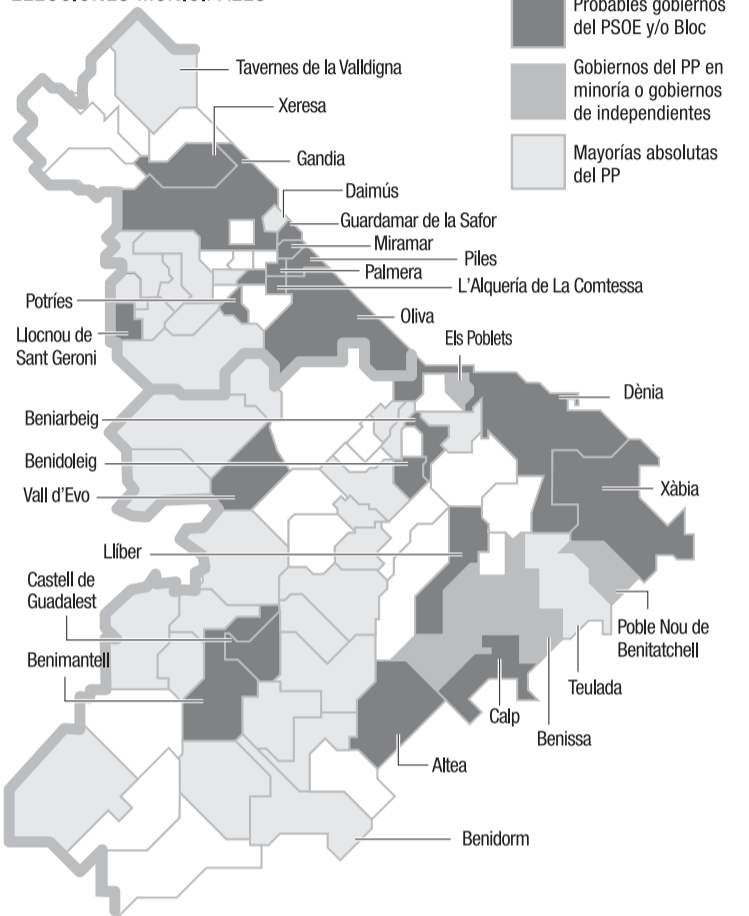 Probables gobiernos
del PSOE y/o Bloc
Gobiernos del PP en
minoría o gobiernos
de independientes
Mayorías absolutas
del PP
Tavernes de la Valldigna
Xeresa
Gandia
Daimús
Guardamar de la Safor
Miramar
Piles
Palmera
L'Alquería de La Comtessa
Potríes
Oliva
Llocnou de
Sant Geroni
Els Poblets
Dènia
Beniarbeig
Benidoleig
Vall d'Evo
Xàbia
Llíber
Castell de
Guadalest
Poble Nou de
Benitatchell
Benimantell
Teulada
Calp
Benissa
Altea
Benidorm